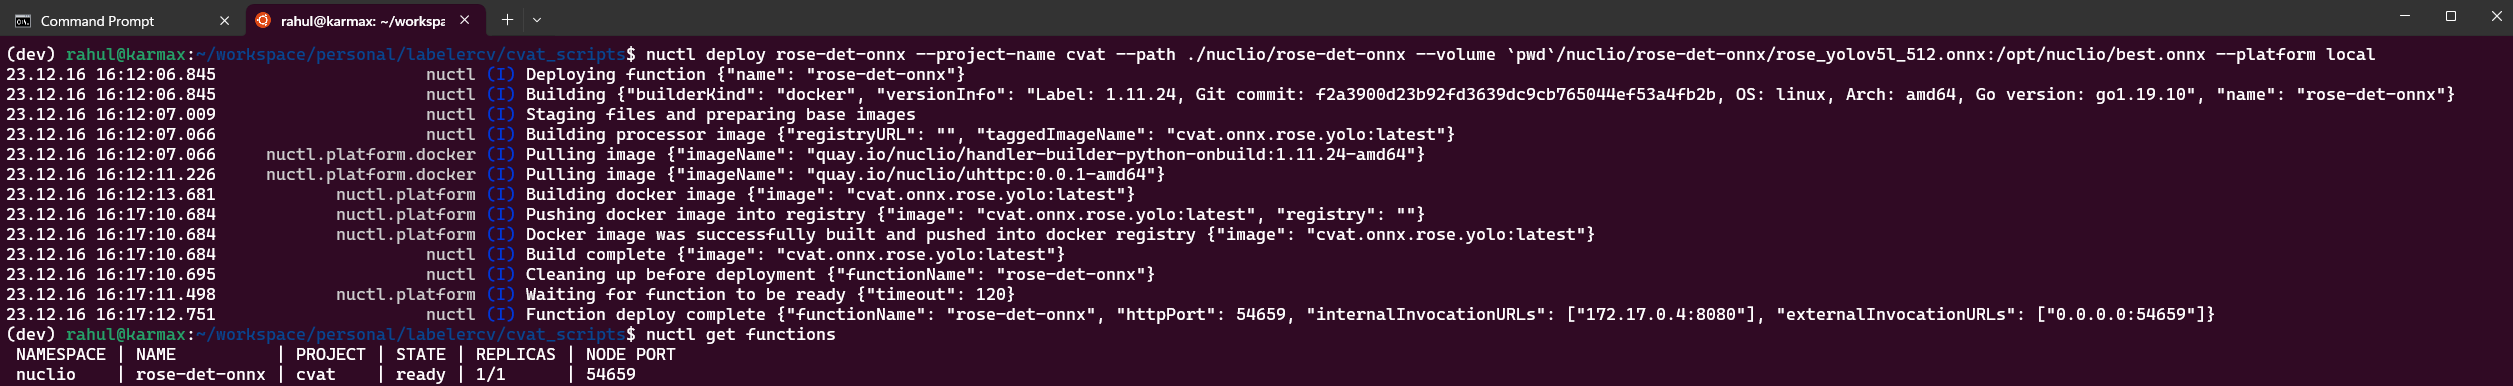 Command Prompt
rahul@karmax: ~/workspa
(dev) rahul@karmax:~/workspace/personal/labelercv/cvat_scripts$ nuctl deploy rose-det-onnx --project-name cvat --path ./nuclio/rose-det-onnx --volume `pwd`/nuclio/rose-det-onnx/rose_yolov5l_512.onnx:/opt/nuclio/best.onnx --platform local
23.12.16 16:12:06.845 nuctl (I) Deploying function {"name": "rose-det-onnx"}
23.12.16 16:12:06.845 nuctl (I) Building {"builderKind": "docker", "versionInfo": "Label: 1.11.24, Git commit: f2a3900d23b92fd3639dc9cb765044ef53a4fb2b, OS: linux, Arch: amd64, Go version: go1.19.10", "name": "rose-det-onnx"}
23.12.16 16:12:07.009 nuctl (I) Staging files and preparing base images
23.12.16 16:12:07.066 nuctl (I) Building processor image {"registryURL": "", "taggedImageName": "cvat.onnx.rose.yolo:latest"}
23.12.16 16:12:07.066 nuctl.platform.docker (I) Pulling image {"imageName": "quay.io/nuclio/handler-builder-python-onbuild:1.11.24-amd64"}
23.12.16 16:12:11.226 nuctl.platform.docker (I) Pulling image {"imageName": "quay.io/nuclio/uhttpc:0.0.1-amd64"}
23.12.16 16:12:13.681 nuctl.platform (I) Building docker image {"image": "cvat.onnx.rose.yolo:latest"}
23.12.16 16:17:10.684 nuctl.platform (I) Pushing docker image into registry {"image": "cvat.onnx.rose.yolo:latest", "registry": ""}
23.12.16 16:17:10.684 nuctl.platform (I) Docker image was successfully built and pushed into docker registry {"image": "cvat.onnx.rose.yolo:latest"}
23.12.16 16:17:10.684 nuctl (I) Build complete {"image": "cvat.onnx.rose.yolo:latest"}
23.12.16 16:17:10.695 nuctl (I) Cleaning up before deployment {"functionName": "rose-det-onnx"}
23.12.16 16:17:11.498 nuctl.platform (I) Waiting for function to be ready {"timeout": 120}
23.12.16 16:17:12.751 nuctl (I) Function deploy complete {"functionName": "rose-det-onnx", "httpPort": 54659, "internalInvocationURLs": ["172.17.0.4:8080"], "externalInvocationURLs": ["0.0.0.0:54659"]}
(dev) rahul@karmax:~/workspace/personal/labelercv/cvat_scripts$ nuctl get functions
NAMESPACE | NAME | PROJECT | STATE | REPLICAS | NODE PORT
nuclio | rose-det-onnx | cvat | ready | 1/1 | 54659